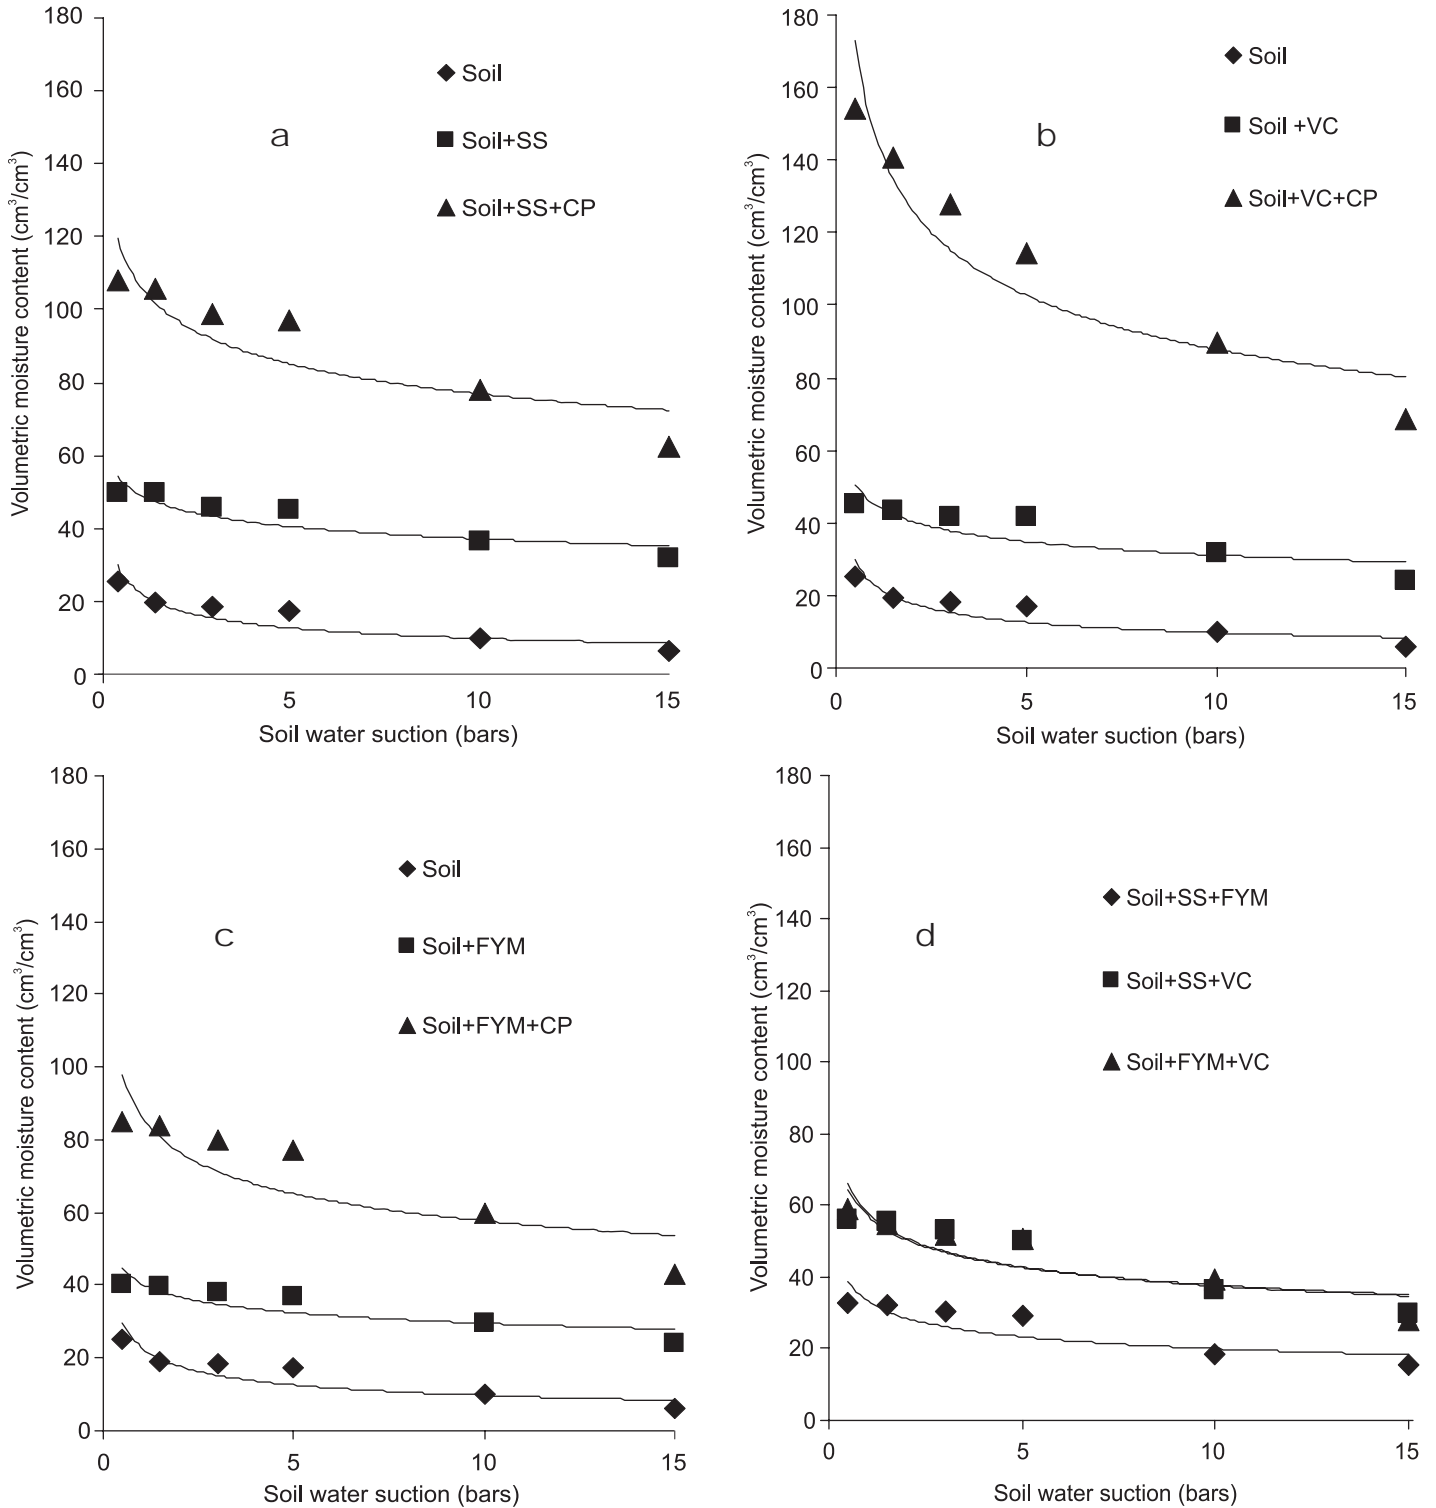 180
160
140
120
100
80
60
40
20
0
0 5 10 15
Volumetric moisture content (cm³/cm³)
Soil water suction (bars)
a
Soil
Soil+SS
Soil+SS+CP
180
160
140
120
100
80
60
40
20
0
0 5 10 15
Volumetric moisture content (cm³/cm³)
Soil water suction (bars)
b
Soil
Soil +VC
Soil+VC+CP
180
160
140
120
100
80
60
40
20
0
0 5 10 15
Volumetric moisture content (cm³/cm³)
Soil water suction (bars)
c
Soil
Soil+FYM
Soil+FYM+CP
180
160
140
120
100
80
60
40
20
0
0 5 10 15
Volumetric moisture content (cm³/cm³)
Soil water suction (bars)
d
Soil+SS+FYM
Soil+SS+VC
Soil+FYM+VC